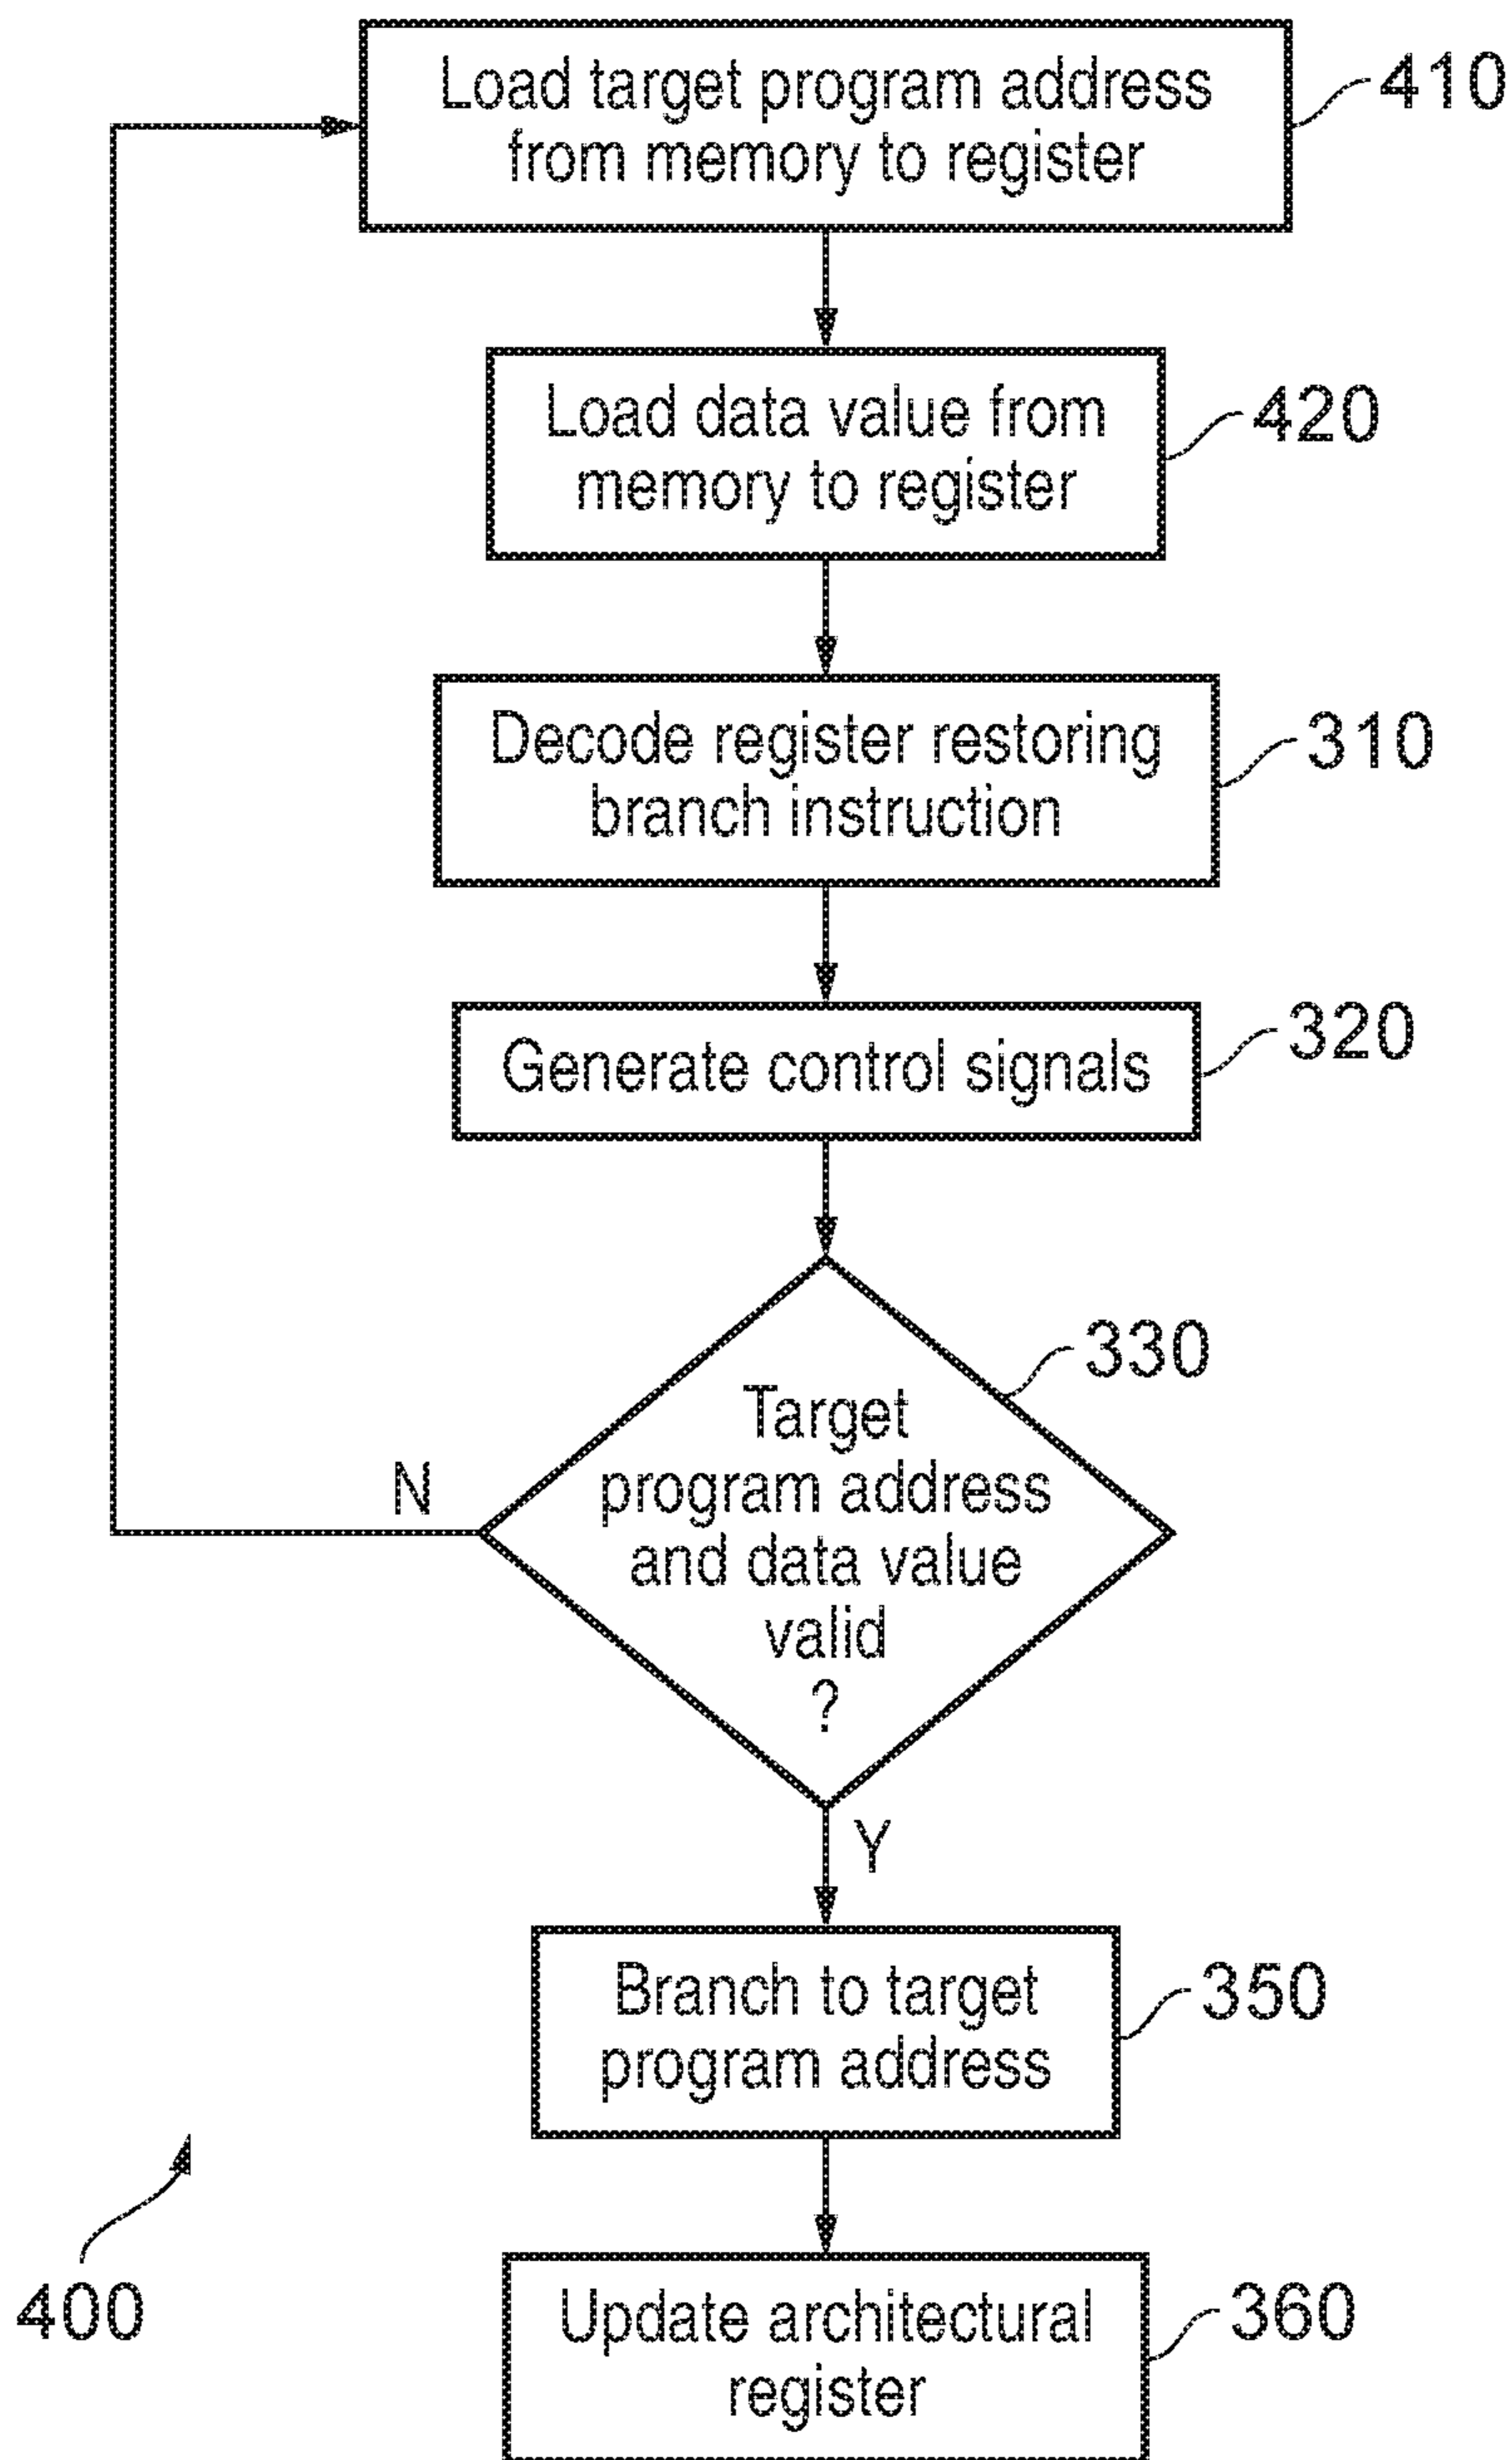 Load target program address
from memory to register
410
Load data value from
memory to register
420
Decode register restoring
branch instruction
310
Generate control signals
320
330
Target
program address
and data value
valid
?
N
Y
Branch to target
program address
350
400
Update architectural
register
360